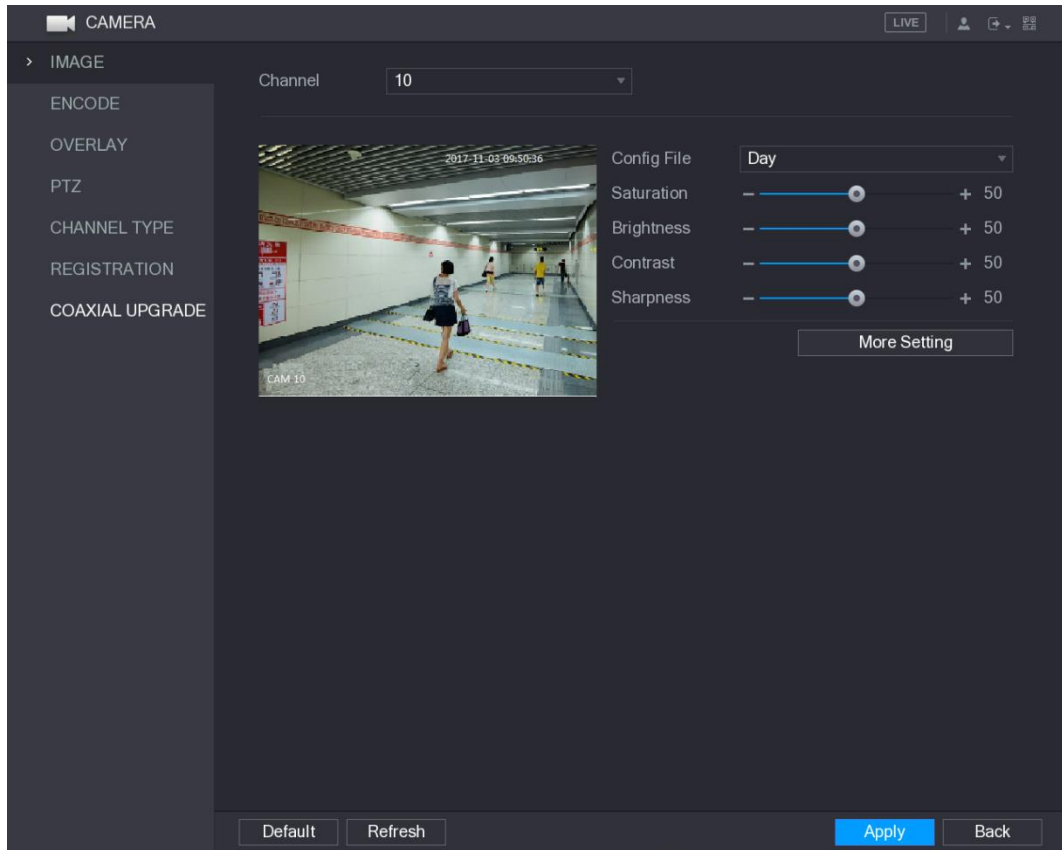 CAMERA
LIVE
IMAGE
ENCODE
OVERLAY
PTZ
CHANNEL TYPE
REGISTRATION
COAXIAL UPGRADE
Channel 10
2017-11-03 09:50:36
CAM 10
Config File Day
Saturation 50
Brightness 50
Contrast 50
Sharpness 50
More Setting
Default Refresh Apply Back